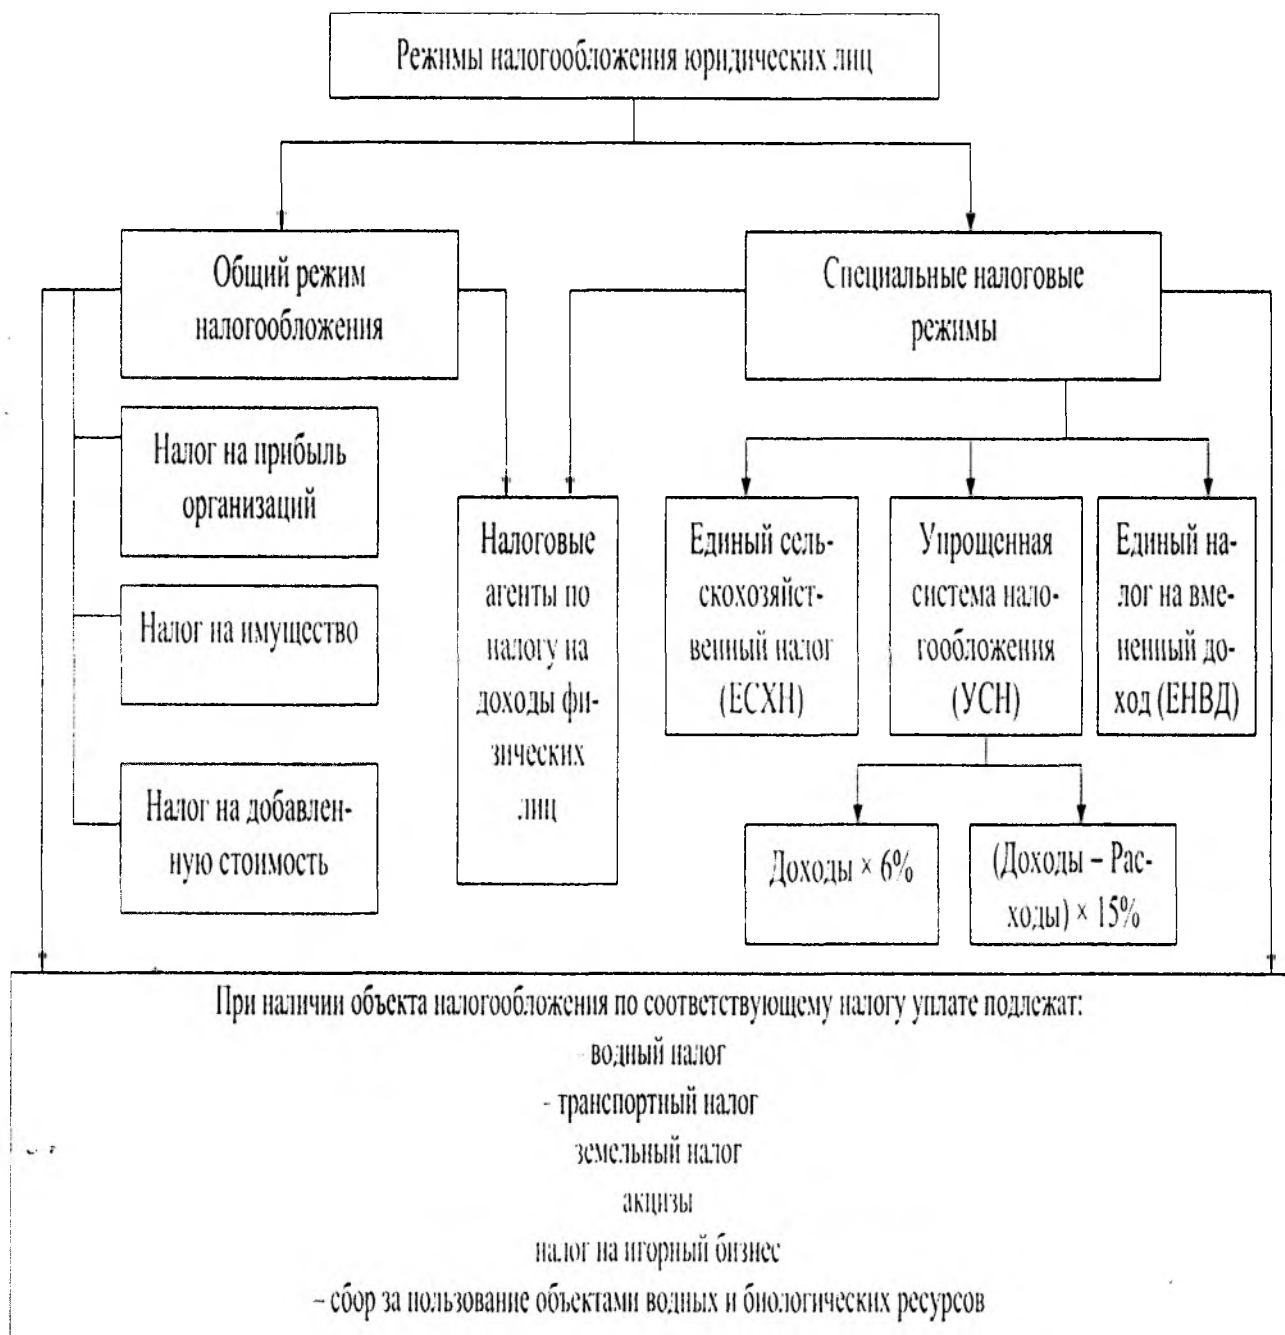 Режимы налогообложения юридических лиц
Общий режим
налогообложения
Специальные налоговые
режимы
Налог на прибыль
организаций
Налог на имущество
Налог на добавлен-
ную стоимость
Налоговые
агенты по
налогу на
доходы фи-
зических
лиц
Единый сель-
скохозяйст-
венный налог
(ЕСХН)
Упрощенная
система нало-
гообложения
(УСН)
Единый на-
лог на вме-
ненный до-
ход (ЕНВД)
Доходы × 6%
(Доходы – Рас-
ходы) × 15%
При наличии объекта налогообложения по соответствующему налогу уплате подлежат:
- водный налог
- транспортный налог
земельный налог
акцизы
налог на игорный бизнес
– сбор за пользование объектами водных и биологических ресурсов